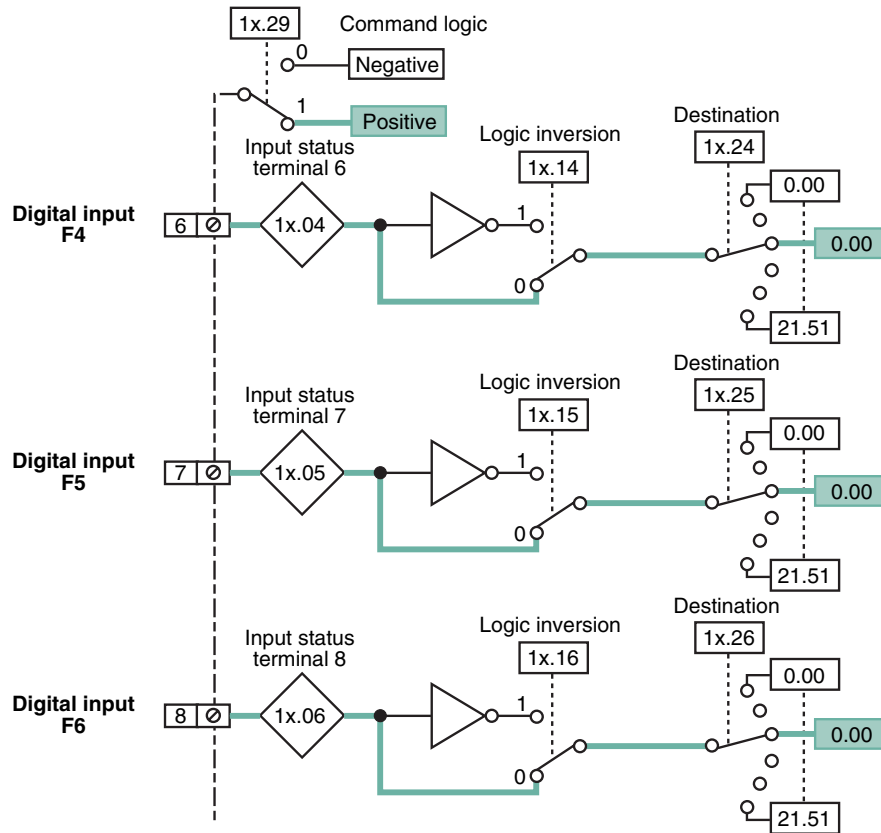 1x.29
Command logic
0
Negative
1
Positive
Input status
terminal 6
Logic inversion
Destination
1x.14
1x.24
0.00
Digital input
F4
6
1x.04
1
0.00
0
21.51
Input status
terminal 7
Logic inversion
Destination
1x.15
1x.25
0.00
Digital input
F5
7
1x.05
1
0.00
0
21.51
Input status
terminal 8
Logic inversion
Destination
1x.16
1x.26
0.00
Digital input
F6
8
1x.06
1
0.00
0
21.51